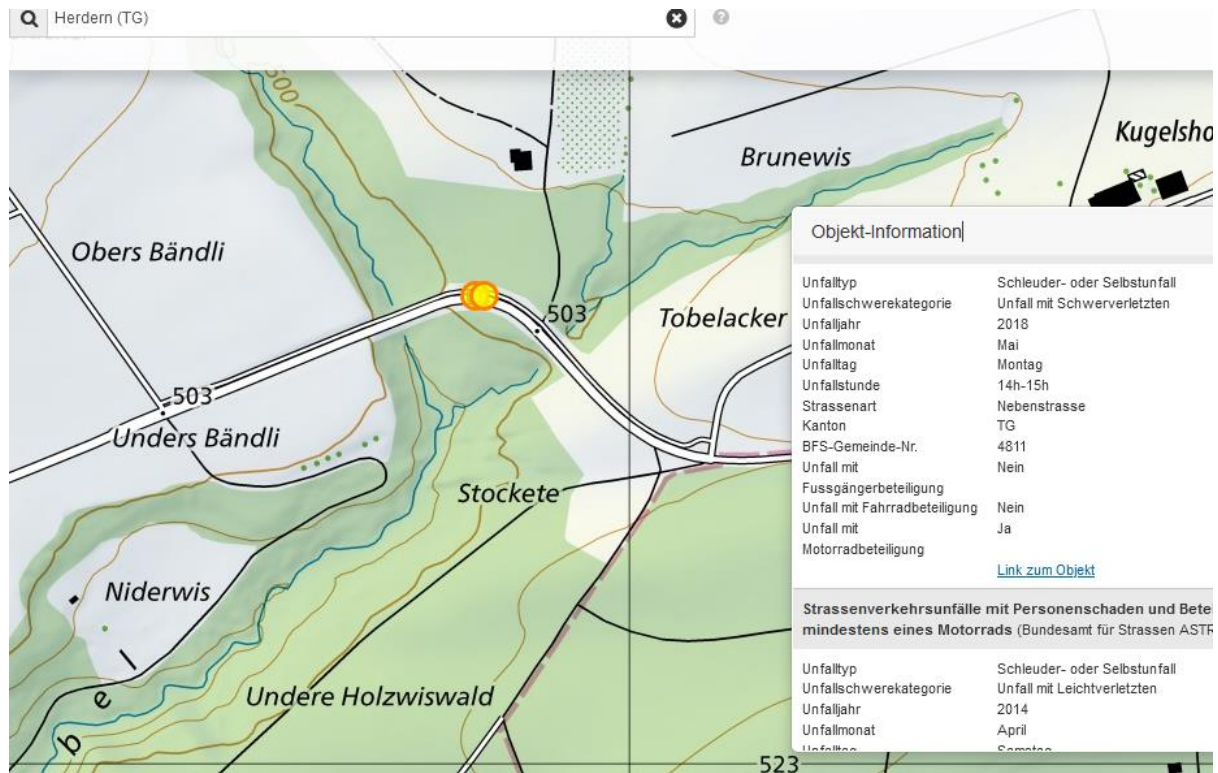 Herdern (TG)
500
Brunewis
Kugelsho
Obers Bändli
503
Tobelacker
503
Unders Bändli
Stockete
Niderwis
Undere Holzwiswald
b e l
523
Objekt-Information
Unfalltyp Schleuder- oder Selbstunfall
Unfallschwerekategorie Unfall mit Schwerverletzten
Unfalljahr 2018
Unfallmonat Mai
Unfalltag Montag
Unfallstunde 14h-15h
Strassenart Nebenstrasse
Kanton TG
BFS-Gemeinde-Nr. 4811
Unfall mit Nein
Fussgängerbeteiligung
Unfall mit Fahrradbeteiligung Nein
Unfall mit Ja
Motorradbeteiligung
Link zum Objekt
Strassenverkehrsunfälle mit Personenschaden und Betei
mindestens eines Motorrads (Bundesamt für Strassen ASTR
Unfalltyp Schleuder- oder Selbstunfall
Unfallschwerekategorie Unfall mit Leichtverletzten
Unfalljahr 2014
Unfallmonat April
Unfalltag Samstag